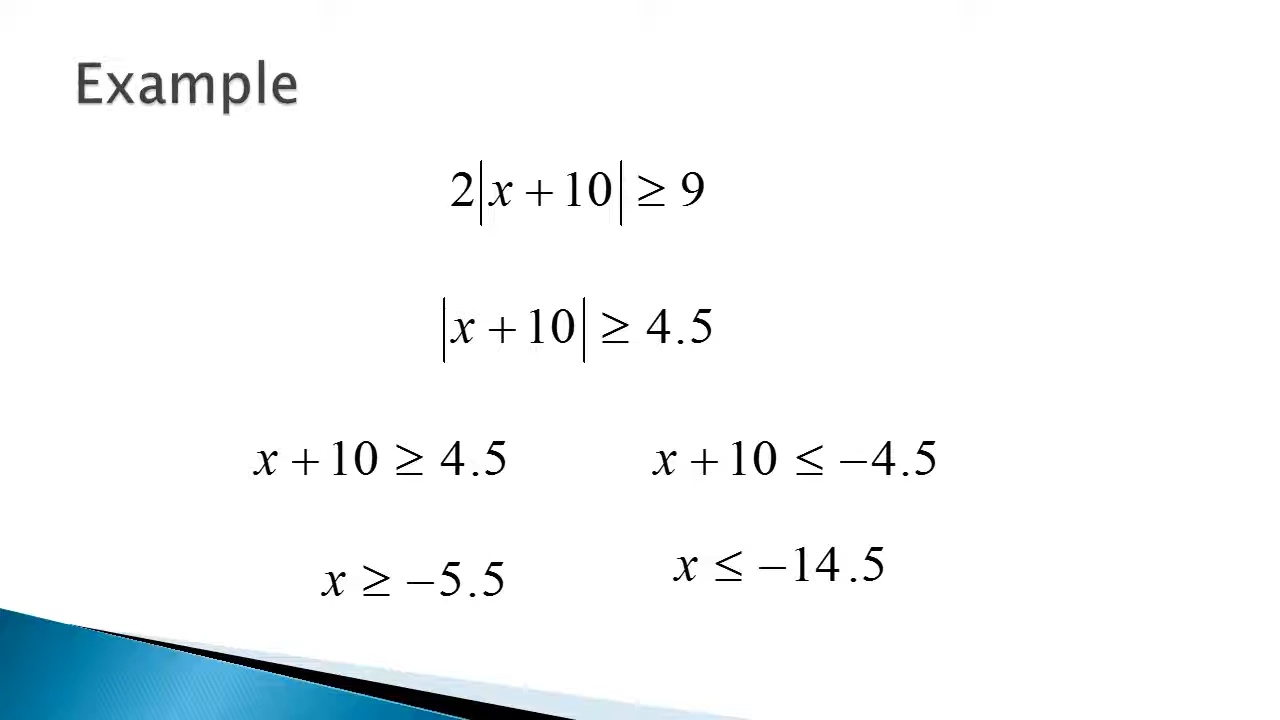 Example
2|x + 10| ≥ 9
|x + 10| ≥ 4.5
x + 10 ≥ 4.5 x + 10 ≤ −4.5
x ≥ −5.5 x ≤ −14.5